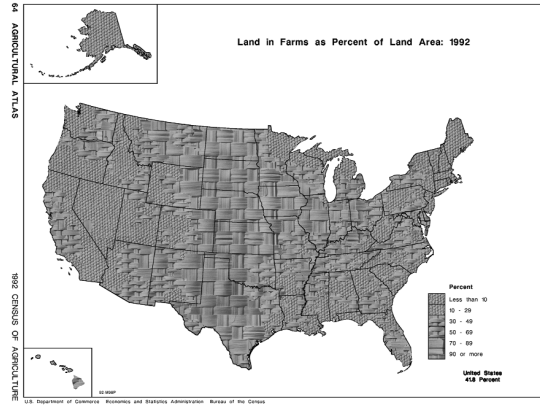 64 AGRICULTURAL ATLAS
Land in Farms as Percent of Land Area: 1992
1992 CENSUS OF AGRICULTURE
Percent
Less than 10
10 - 29
30 - 49
50 - 69
70 - 89
90 or more
United States
41.8 Percent
U.S. Department of Commerce Economics and Statistics Administration Bureau of the Census